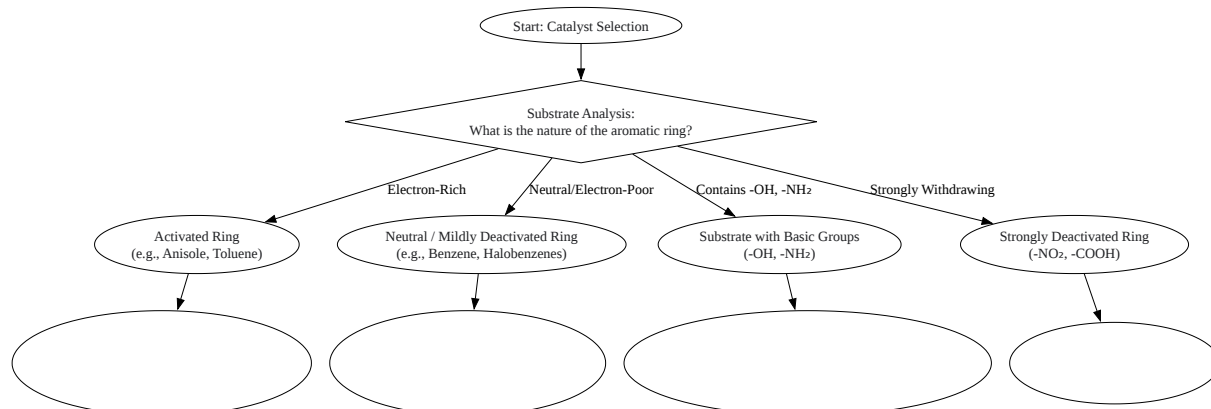 Start: Catalyst Selection
Substrate Analysis:
What is the nature of the aromatic ring?
Electron-Rich
Neutral/Electron-Poor
Contains -OH, -NH₂
Strongly Withdrawing
Activated Ring
(e.g., Anisole, Toluene)
Neutral / Mildly Deactivated Ring
(e.g., Benzene, Halobenzenes)
Substrate with Basic Groups
(-OH, -NH₂)
Strongly Deactivated Ring
(-NO₂, -COOH)